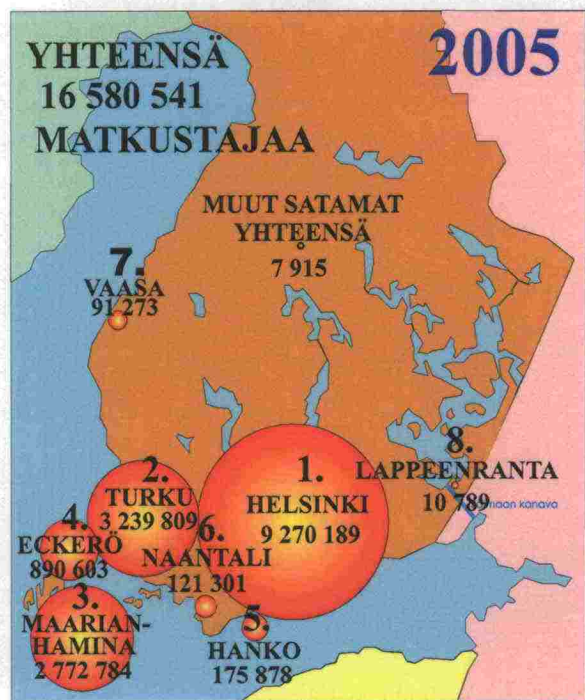 YHTEENSÄ
16 580 541
MATKUSTAJAA
2005
MUUT SATAMAT
YHTEENSÄ
7 915
7.
VAASA
91 273
8.
LAPPEENRANTA
10 789
kanava
1.
HELSINKI
9 270 189
2.
TURKU
3 239 809
4.
ECKERÖ
890 603
6.
NAANTALI
121 301
3.
MAARIAN-
HAMINA
2 772 784
5.
HANKO
175 878